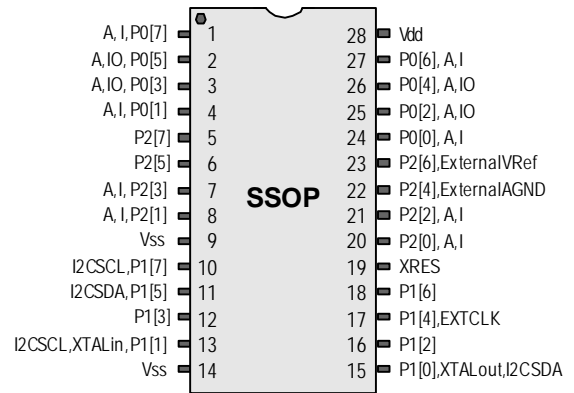 A, I, P0[7] 1 28 Vdd
A, IO, P0[5] 2 27 P0[6], A, I
A, IO, P0[3] 3 26 P0[4], A, IO
A, I, P0[1] 4 25 P0[2], A, IO
P2[7] 5 24 P0[0], A, I
P2[5] 6 23 P2[6], ExternalVRef
A, I, P2[3] 7 22 P2[4], ExternalAGND
A, I, P2[1] 8 21 P2[2], A, I
Vss 9 20 P2[0], A, I
I2CSCL, P1[7] 10 19 XRES
I2CSDA, P1[5] 11 18 P1[6]
P1[3] 12 17 P1[4], EXTCLK
I2CSCL, XTALin, P1[1] 13 16 P1[2]
Vss 14 15 P1[0], XTALout, I2CSDA
SSOP